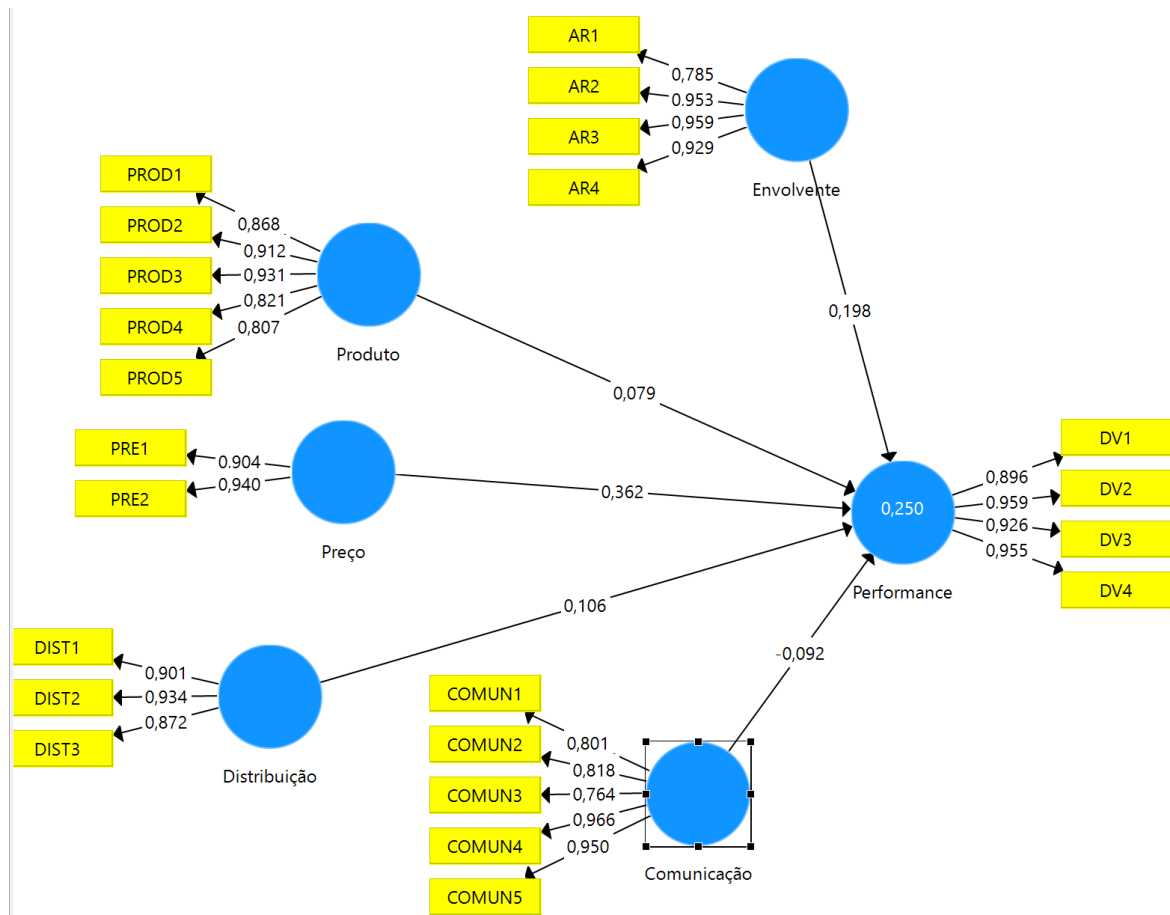 AR1
AR2
AR3
AR4
0,785
0,953
0,959
0,929
Envolvente
PROD1
PROD2
PROD3
PROD4
PROD5
0,868
0,912
0,931
0,821
0,807
Produto
0,198
0,079
PRE1
PRE2
0,904
0,940
Preço
0,362
0,250
Performance
0,896
0,959
0,926
0,955
DV1
DV2
DV3
DV4
0,106
-0,092
DIST1
DIST2
DIST3
0,901
0,934
0,872
Distribuição
COMUN1
COMUN2
COMUN3
COMUN4
COMUN5
0,801
0,818
0,764
0,966
0,950
Comunicação